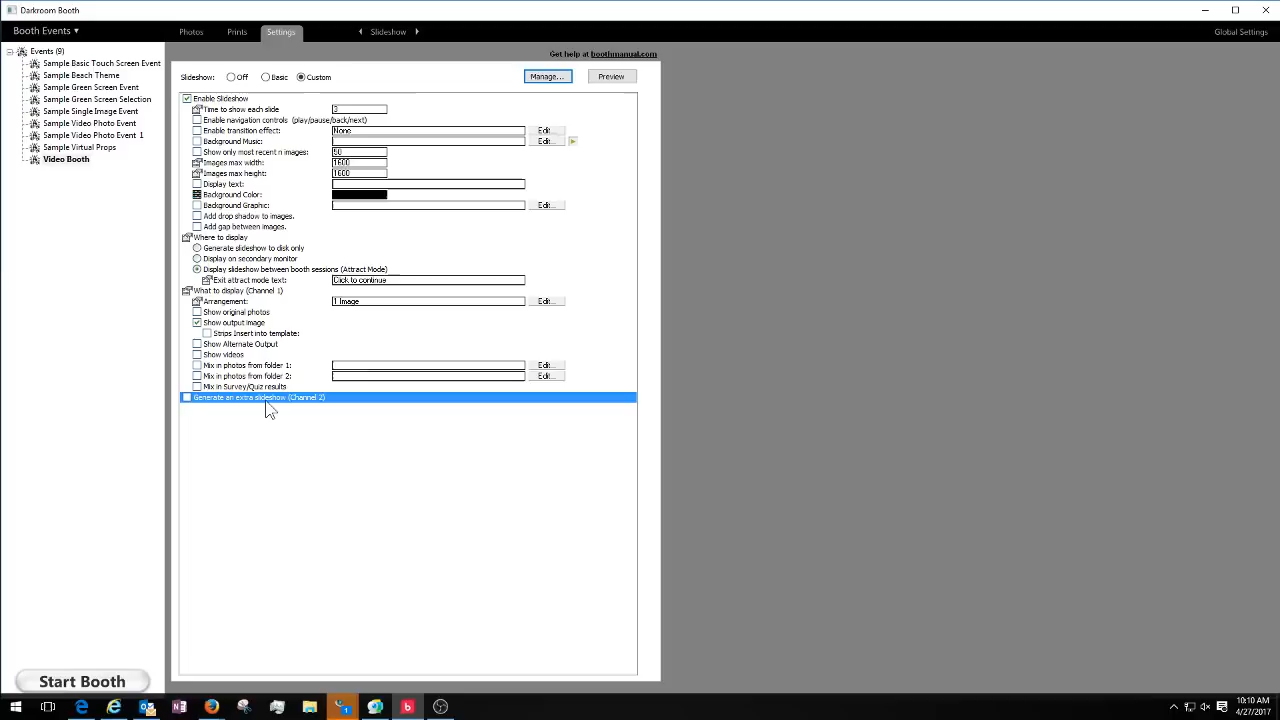 Darkroom Booth
Booth Events ▾
Photos
Prints
Settings
Slideshow
Global Settings
Events (9)
Sample Basic Touch Screen Event
Sample Beach Theme
Sample Green Screen Event
Sample Green Screen Selection
Sample Single Image Event
Sample Video Photo Event
Sample Video Photo Event 1
Sample Virtual Props
Video Booth
Get help at boothmanual.com
Slideshow: Off Basic Custom Manage... Preview
Enable Slideshow
Time to show each slide 3
Enable navigation controls (play/pause/back/next)
Enable transition effect: None Edit...
Background Music: Edit...
Show only most recent n images: 50
Images max width: 1600
Images max height: 1600
Display text:
Background Color:
Background Graphic: Edit...
Add drop shadow to images.
Add gap between images.
Where to display
Generate slideshow to disk only
Display on secondary monitor
Display slideshow between booth sessions (Attract Mode)
Exit attract mode text: Click to continue
What to display (Channel 1)
Arrangement: 1 Image Edit...
Show original photos
Show output image
Strips Insert into template:
Show Alternate Output
Show videos
Mix in photos from folder 1: Edit...
Mix in photos from folder 2: Edit...
Mix in Survey/Quiz results
Generate an extra slideshow (Channel 2)
Start Booth
10:10 AM
4/27/2017